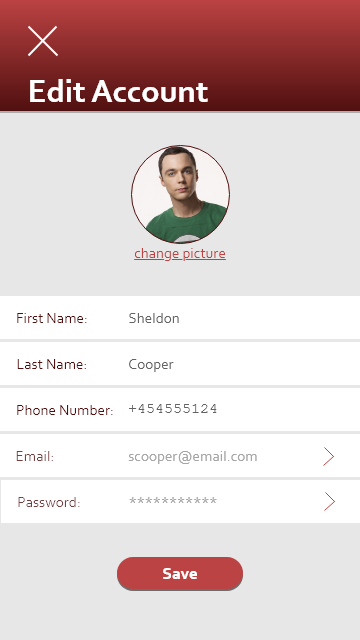 Edit Account
change picture
First Name: Sheldon
Last Name: Cooper
Phone Number: +454555124
Email: scooper@email.com
Password: ***********
Save